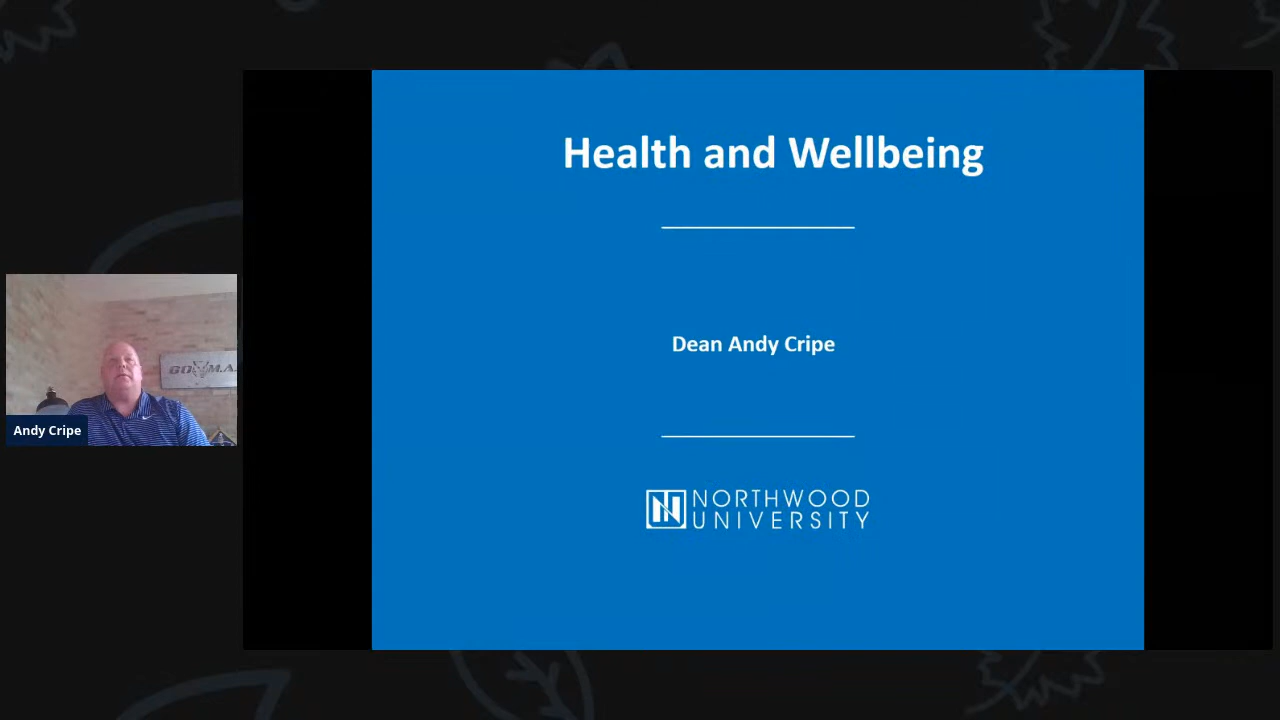 Health and Wellbeing
Dean Andy Cripe
NORTHWOOD
UNIVERSITY
Andy Cripe